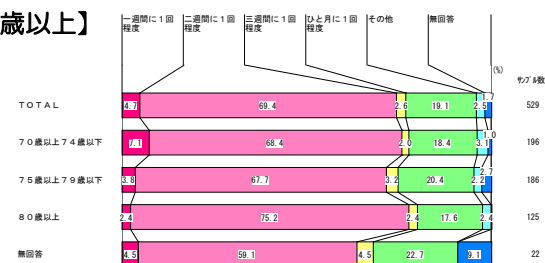 歳以上】
一週間に１回程度
二週間に１回程度
三週間に１回程度
ひと月に１回程度
その他
無回答
(%)
ｻﾝﾌﾟﾙ数
ＴＯＴＡＬ 4.7 69.4 2.6 19.1 2.5 1.7 529
７０歳以上７４歳以下 7.1 68.4 2.0 18.4 3.1 1.0 196
７５歳以上７９歳以下 3.8 67.7 3.2 20.4 2.2 2.7 186
８０歳以上 2.4 75.2 2.4 17.6 2.4 125
無回答 4.5 59.1 4.5 22.7 9.1 22